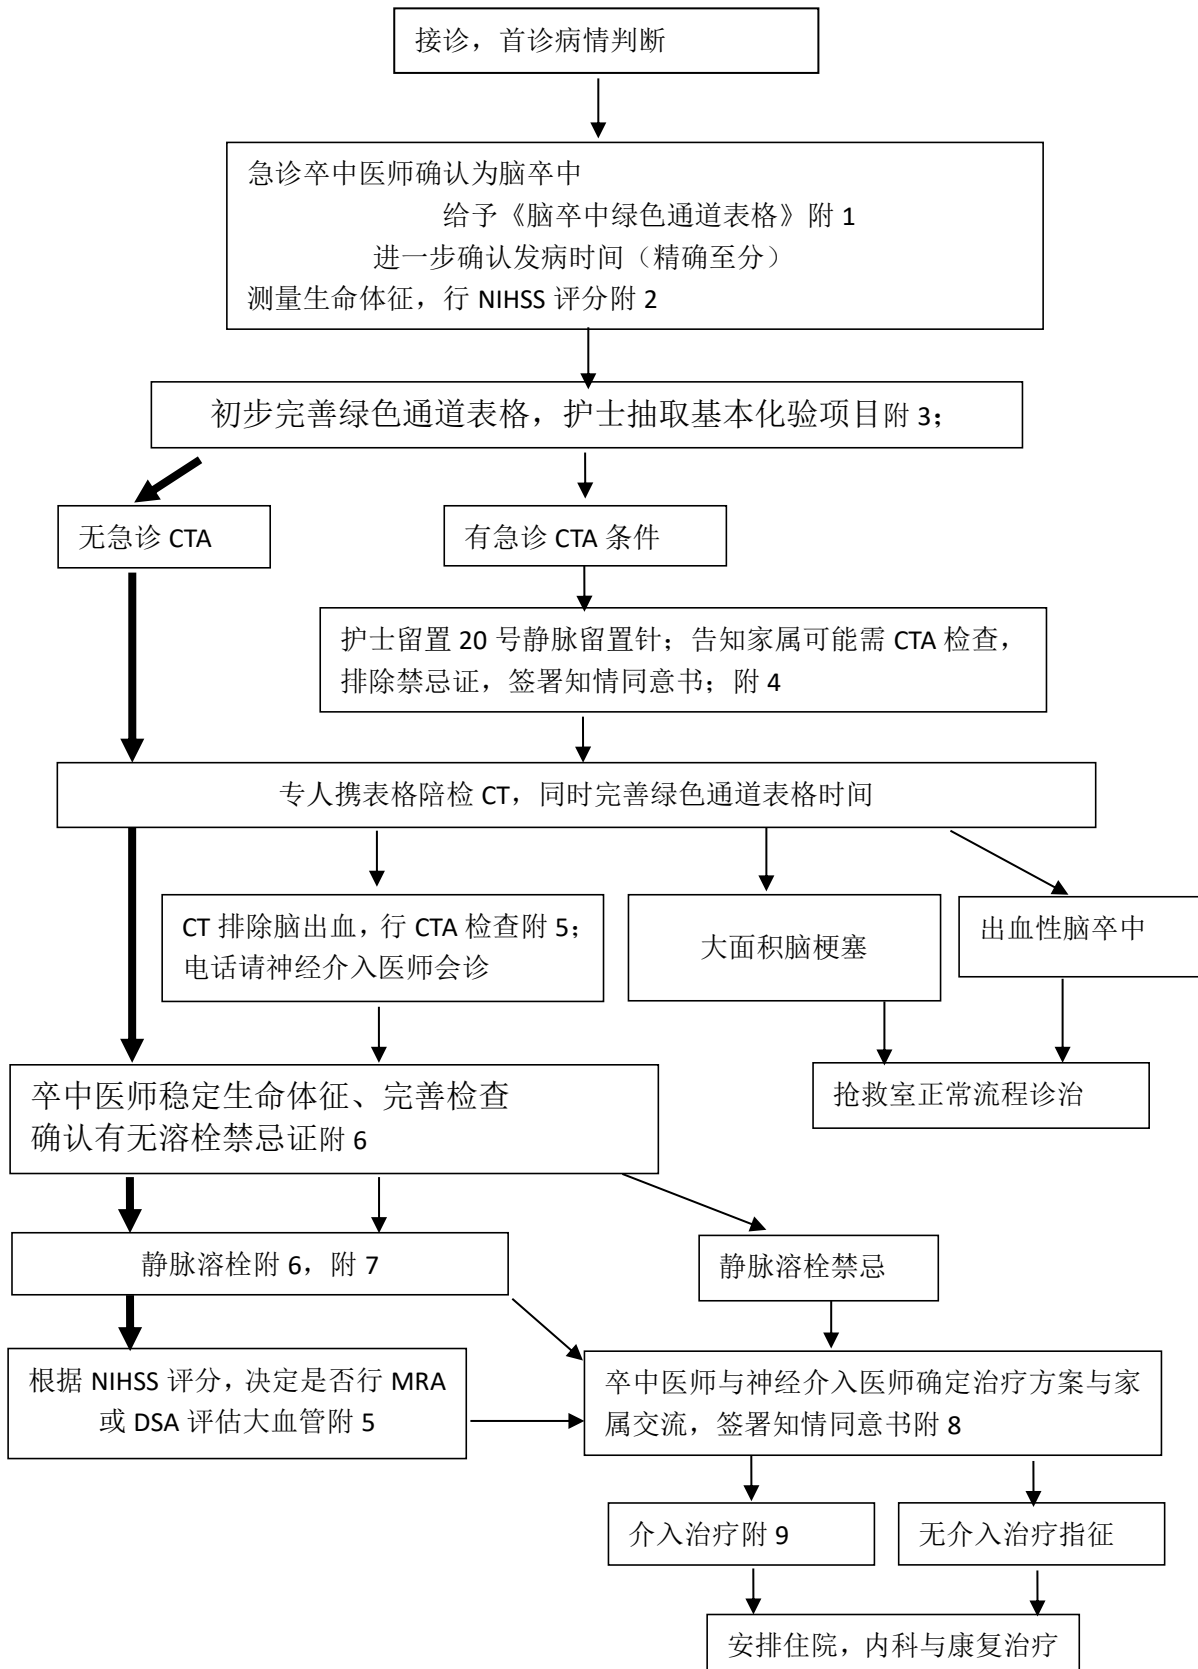 接诊，首诊病情判断
急诊卒中医师确认为脑卒中
给予《脑卒中绿色通道表格》附 1
进一步确认发病时间（精确至分）
测量生命体征，行 NIHSS 评分附 2
初步完善绿色通道表格，护士抽取基本化验项目附 3；
无急诊 CTA
有急诊 CTA 条件
护士留置 20 号静脉留置针；告知家属可能需 CTA 检查，
排除禁忌证，签署知情同意书；附 4
专人携表格陪检 CT，同时完善绿色通道表格时间
CT 排除脑出血，行 CTA 检查附 5；
电话请神经介入医师会诊
大面积脑梗塞
出血性脑卒中
卒中医师稳定生命体征、完善检查
确认有无溶栓禁忌证附 6
抢救室正常流程诊治
静脉溶栓附 6，附 7
静脉溶栓禁忌
根据 NIHSS 评分，决定是否行 MRA
或 DSA 评估大血管附 5
卒中医师与神经介入医师确定治疗方案与家
属交流，签署知情同意书附 8
介入治疗附 9
无介入治疗指征
安排住院，内科与康复治疗